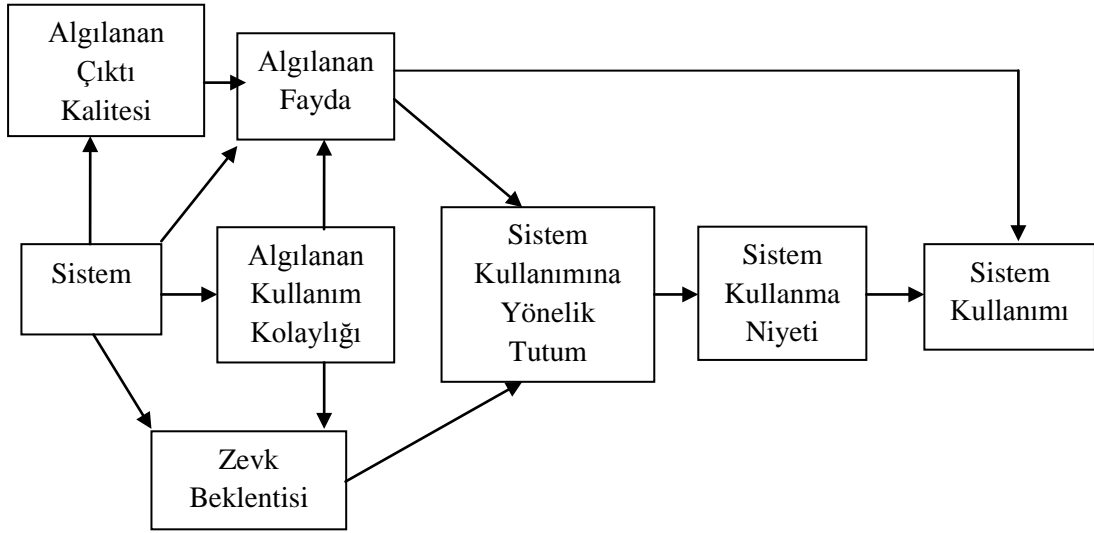 Algılanan
Çıktı
Kalitesi
Algılanan
Fayda
Sistem
Algılanan
Kullanım
Kolaylığı
Zevk
Beklentisi
Sistem
Kullanımına
Yönelik
Tutum
Sistem
Kullanma
Niyeti
Sistem
Kullanımı